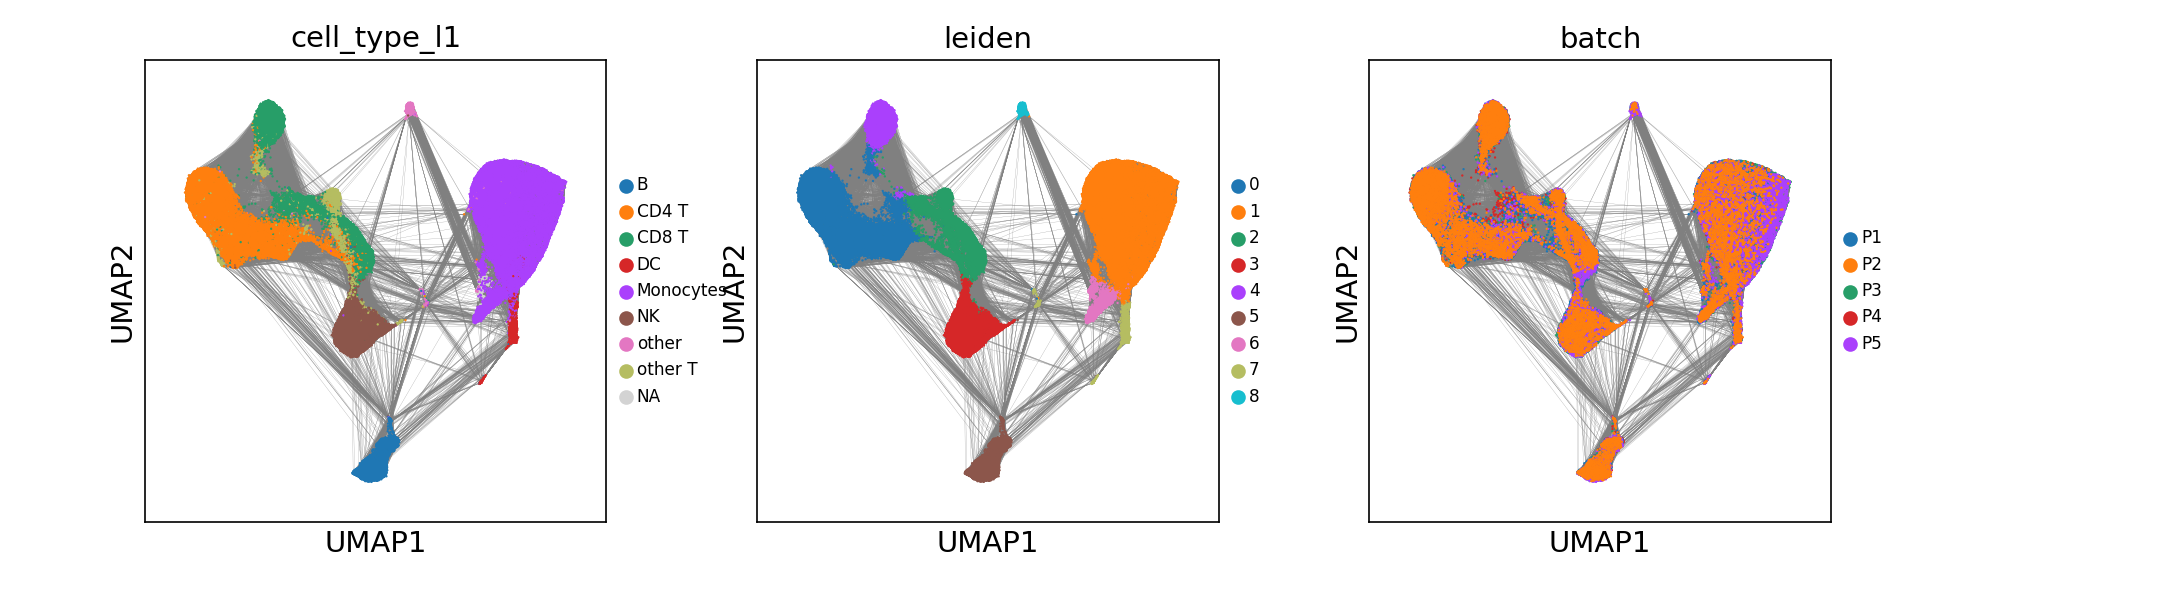 cell_type_l1
UMAP2
UMAP1
B
CD4 T
CD8 T
DC
Monocytes
NK
other
other T
NA
leiden
UMAP2
UMAP1
0
1
2
3
4
5
6
7
8
batch
UMAP2
UMAP1
P1
P2
P3
P4
P5